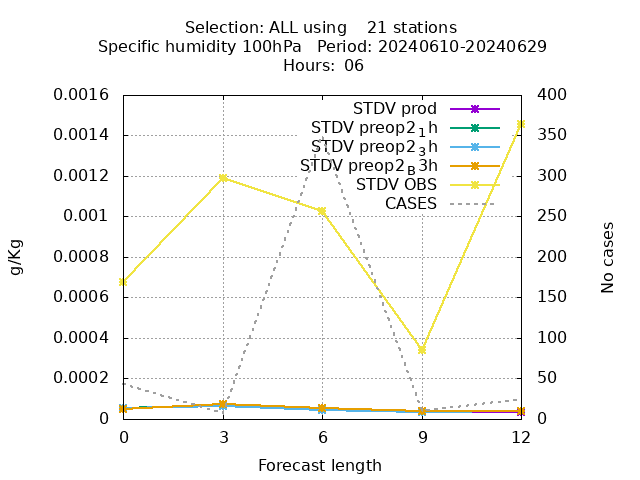 Selection: ALL using    21 stations
Specific humidity 100hPa   Period: 20240610-20240629
Hours:  06
0.0016 400
STDV prod
0.0014 350
STDV preop2₁h
STDV preop2₃h
0.0012 300
STDV preop2_B3h
STDV OBS
CASES
0.001 250
0.0008 200
g/Kg
No cases
0.0006 150
0.0004 100
0.0002 50
0 0
0 3 6 9 12
Forecast length